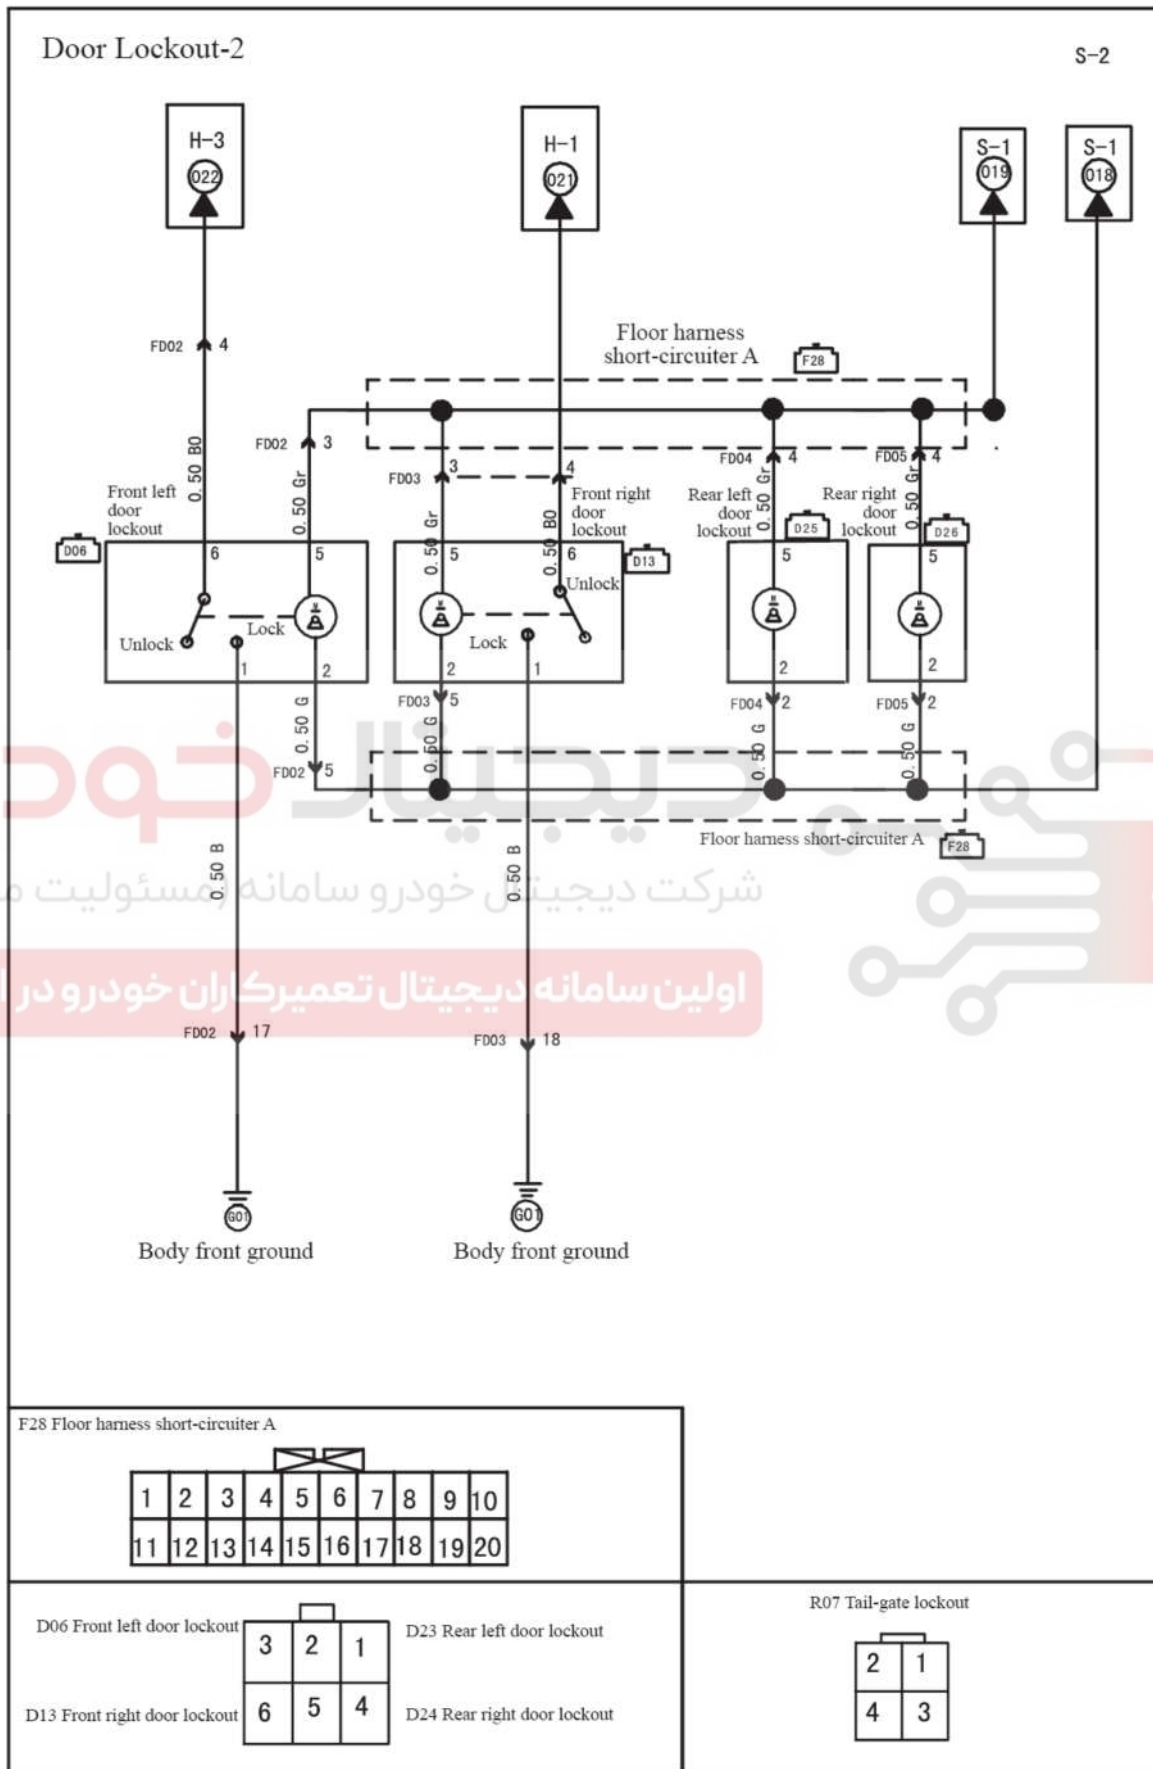 Door Lockout-2
S-2
H-3
022
H-1
021
S-1
019
S-1
018
FD02 4
Floor harness
short-circuiter A
F28
0.50 BO
FD02 3
0.50 Gr
FD03 3
4
FD04 4
FD05 4
Front left
door
lockout
0.50 Gr
0.50 BO
Front right
door
lockout
Rear left
door
lockout
0.50 Gr
Rear right
door
lockout
0.50 Gr
D06
D13
D25
D26
6
5
5
6
5
5
M
M
M
M
Unlock
Lock
Lock
Unlock
1
2
2
1
2
2
FD03 5
FD04 2
FD05 2
0.50 G
FD02 5
0.50 G
0.50 G
0.50 G
دیجیتال خود
Floor harness short-circuiter A
F28
0.50 B
0.50 B
شرکت دیجیتال خودرو سامانه (مسئولیت م
اولین سامانه دیجیتال تعمیرکاران خودرو در ا
FD02 17
FD03 18
G01
G01
Body front ground
Body front ground
F28 Floor harness short-circuiter A
1 2 3 4 5 6 7 8 9 10
11 12 13 14 15 16 17 18 19 20
D06 Front left door lockout
D13 Front right door lockout
3 2 1
6 5 4
D23 Rear left door lockout
D24 Rear right door lockout
R07 Tail-gate lockout
2 1
4 3